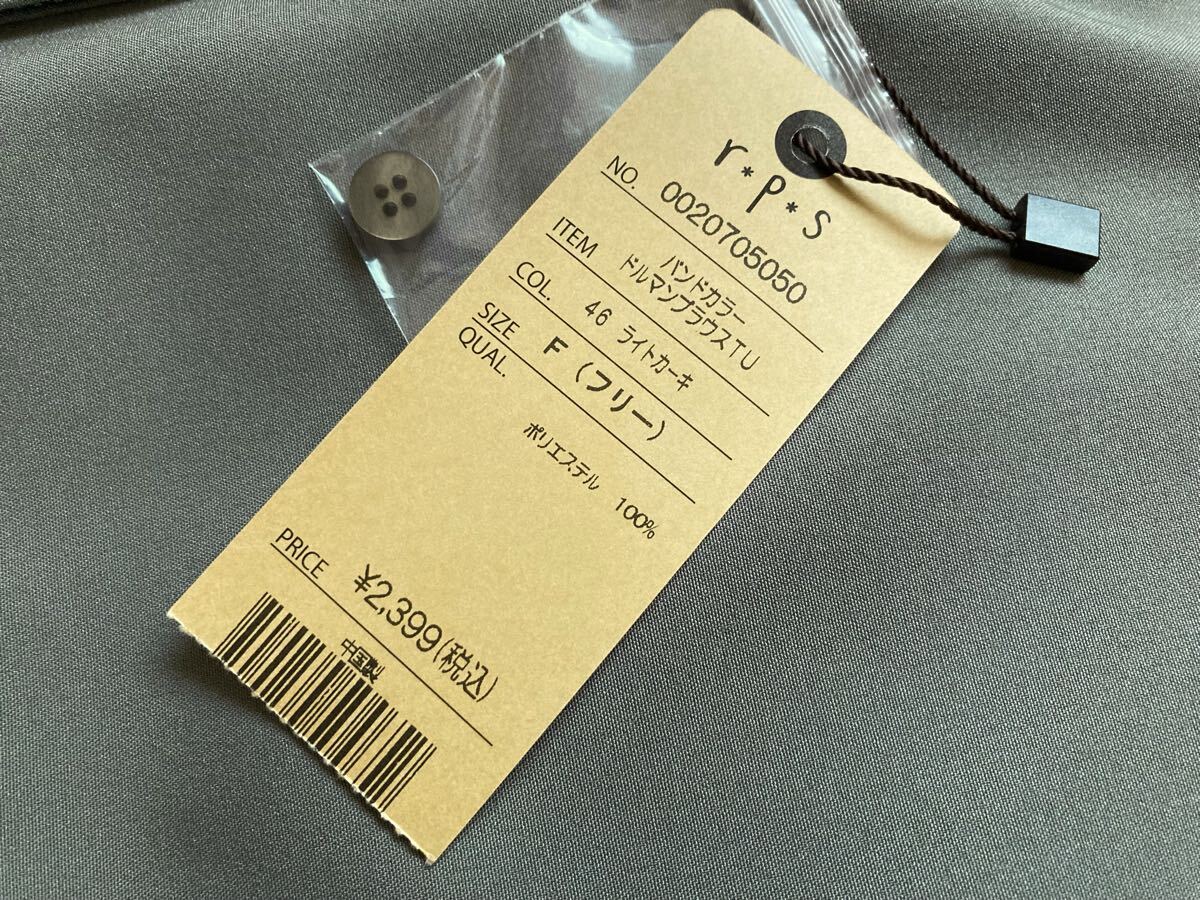 r*p*s
NO. 0020705050
ITEM バンドカラー
ドルマンブラウスTU
COL. 46 ライトカーキ
SIZE F (フリー)
QUAL.
ポリエステル 100%
PRICE ¥2,399(税込)
中国製